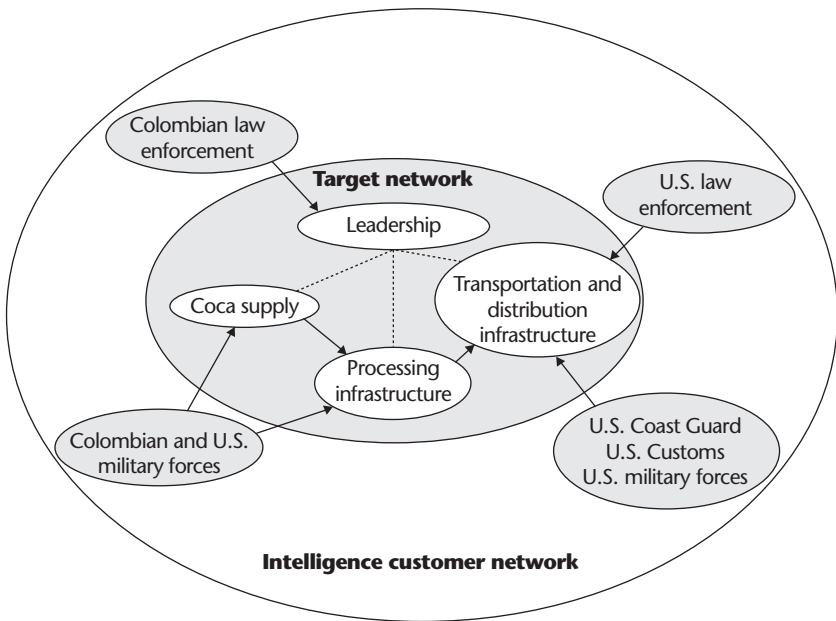 Colombian law
enforcement
Target network
U.S. law
enforcement
Leadership
Transportation and
distribution
infrastructure
Coca supply
Processing
infrastructure
Colombian and U.S.
military forces
U.S. Coast Guard
U.S. Customs
U.S. military forces
Intelligence customer network